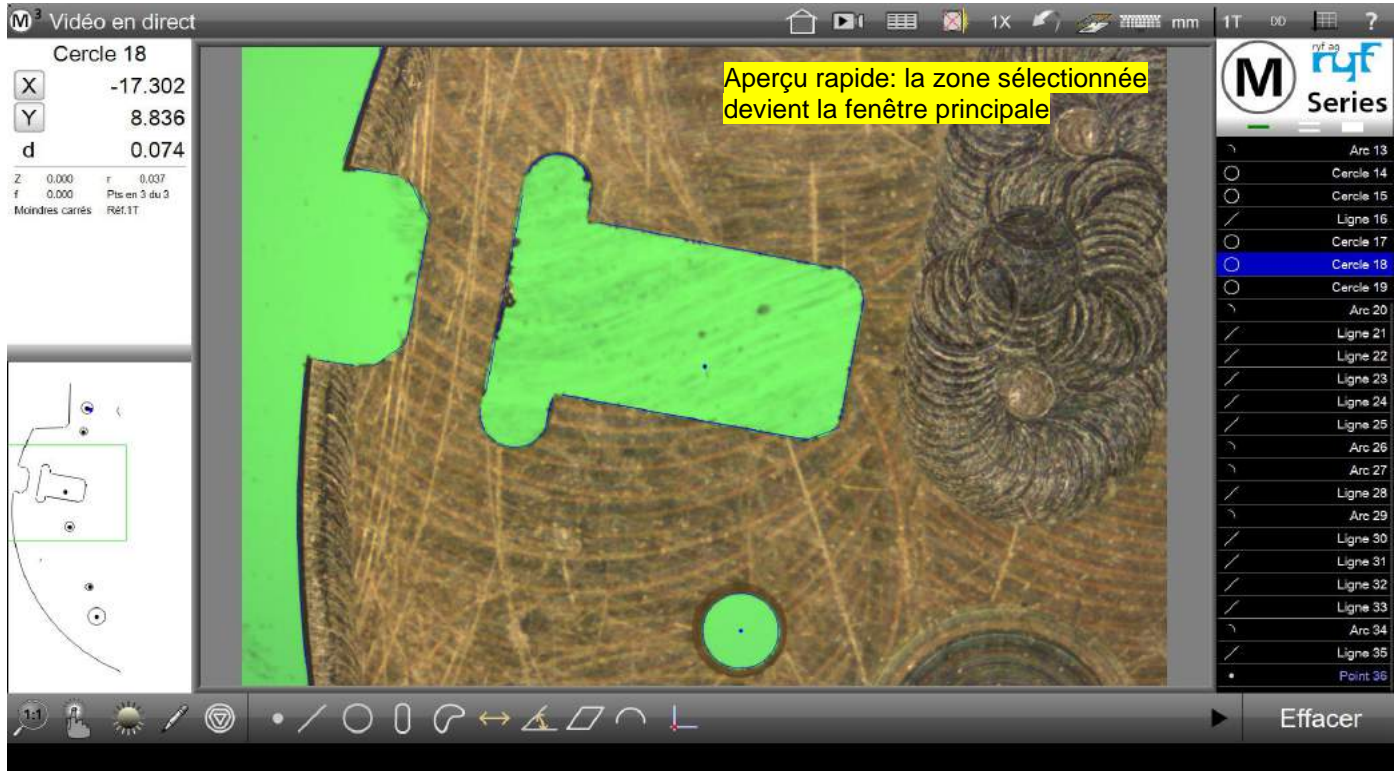 M³ Vidéo en direct
1X
mm
1T
DD
?
Cercle 18
X -17.302
Y 8.836
d 0.074
Z 0.000 r 0.037
f 0.000 Pts en 3 du 3
Moindres carrés Réf.1T
Aperçu rapide: la zone sélectionnée
devient la fenêtre principale
M
ryf ag
ryf
Series
Arc 13
Cercle 14
Cercle 15
Ligne 16
Cercle 17
Cercle 18
Cercle 19
Arc 20
Ligne 21
Ligne 22
Ligne 23
Ligne 24
Ligne 25
Arc 26
Arc 27
Ligne 28
Arc 29
Ligne 30
Ligne 31
Ligne 32
Ligne 33
Arc 34
Ligne 35
Point 36
1:1
Effacer